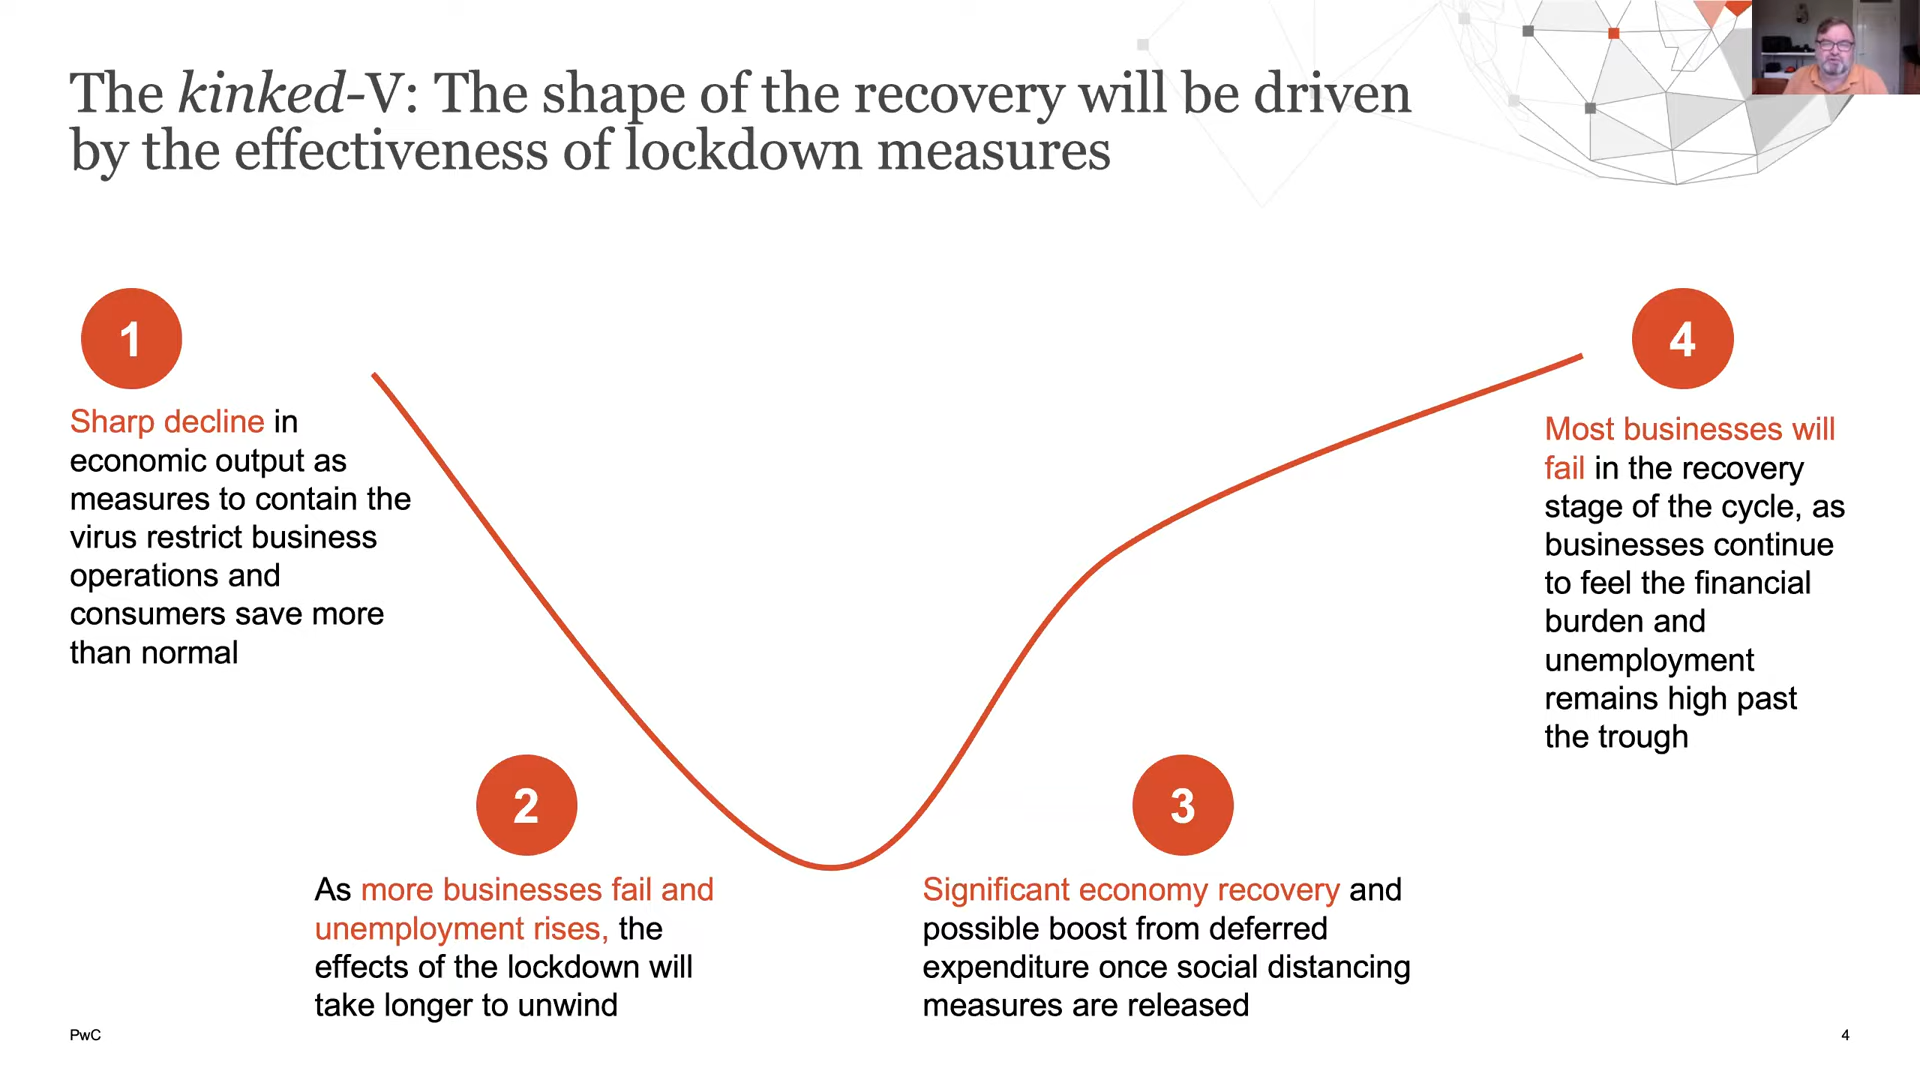 The kinked-V: The shape of the recovery will be driven
by the effectiveness of lockdown measures
1
Sharp decline in
economic output as
measures to contain the
virus restrict business
operations and
consumers save more
than normal
2
As more businesses fail and
unemployment rises, the
effects of the lockdown will
take longer to unwind
3
Significant economy recovery and
possible boost from deferred
expenditure once social distancing
measures are released
4
Most businesses will
fail in the recovery
stage of the cycle, as
businesses continue
to feel the financial
burden and
unemployment
remains high past
the trough
PwC
4